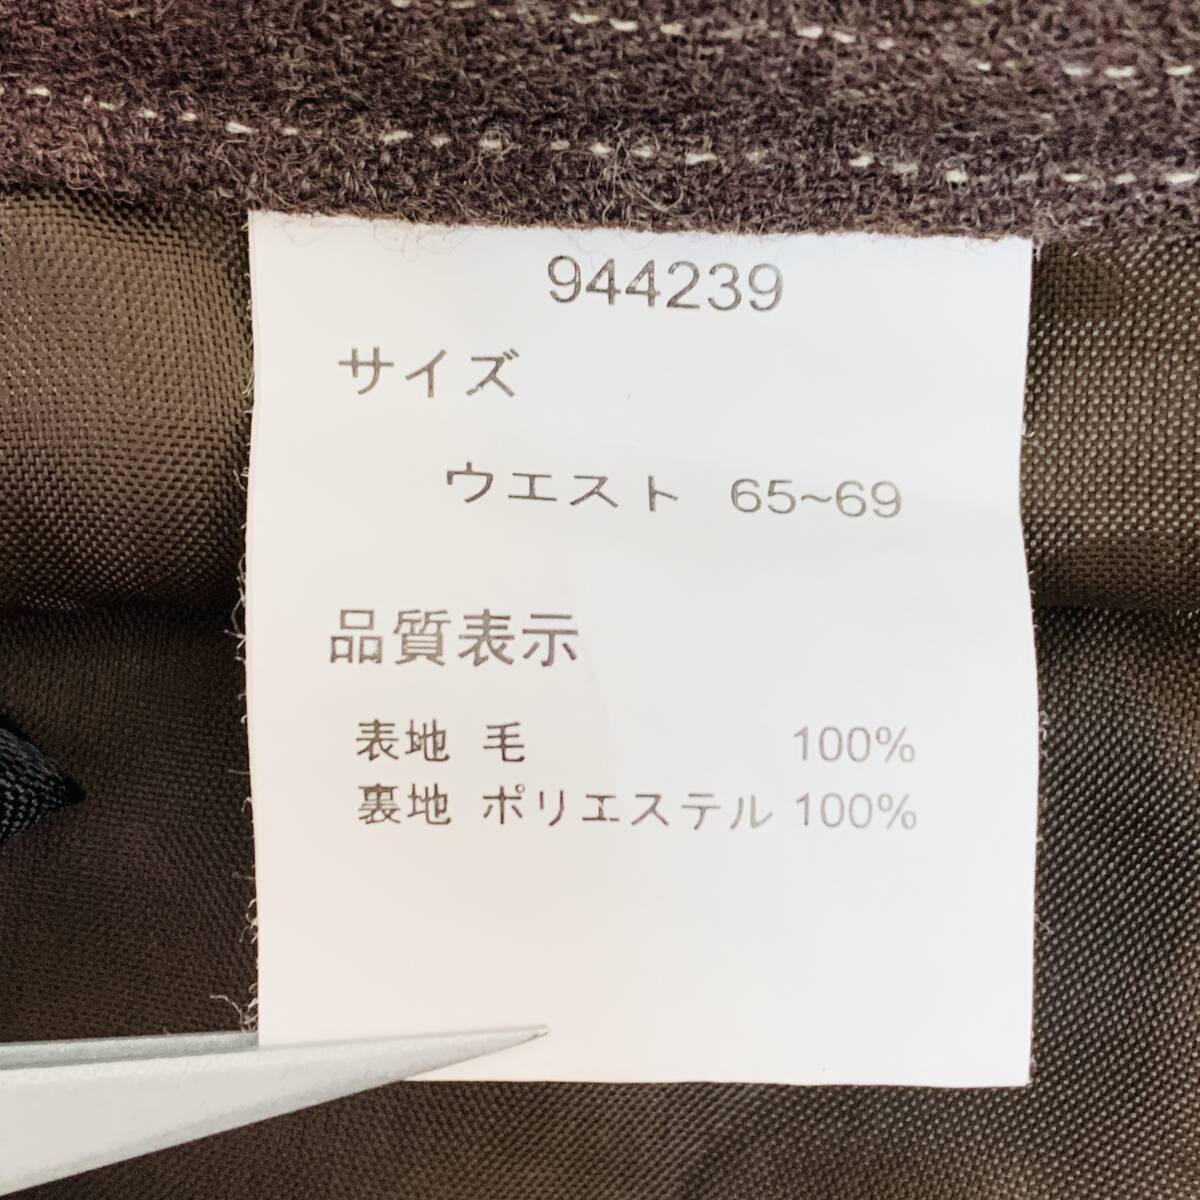 944239
サイズ
ウエスト 65~69
品質表示
表地 毛 100%
裏地 ポリエステル 100%